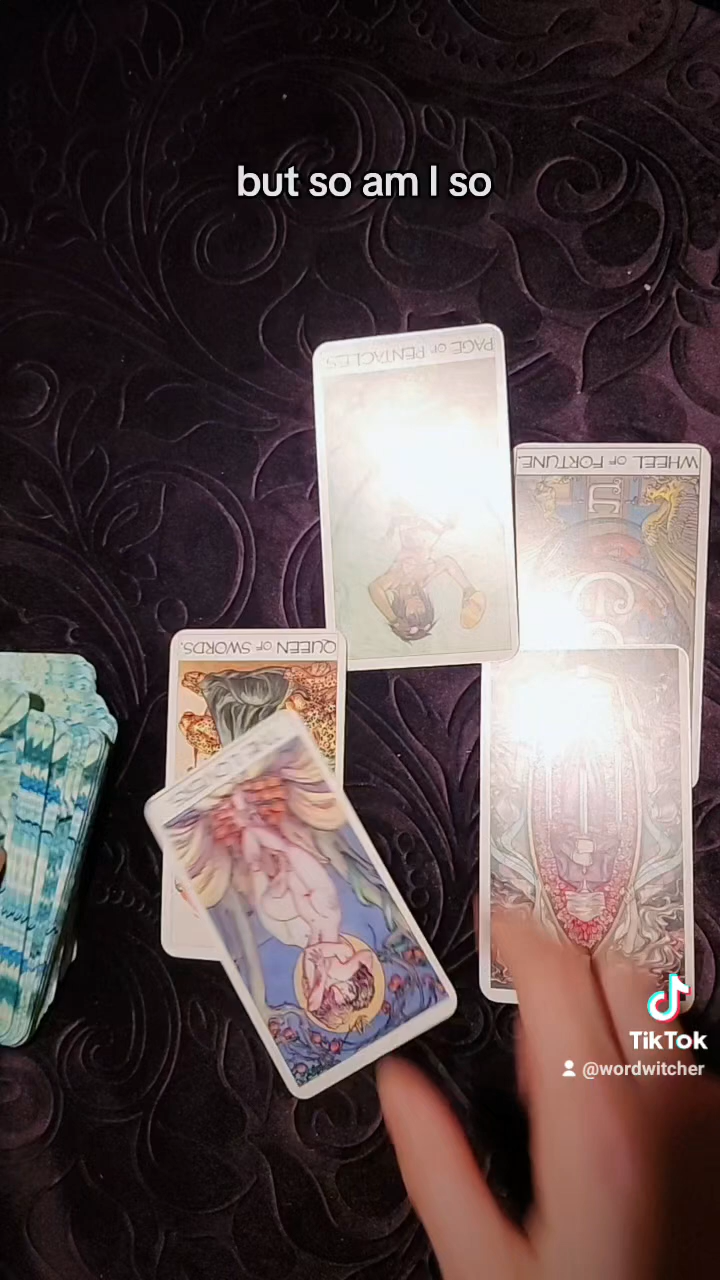 but so am I so
PAGE OF PENTACLES.
WHEEL OF FORTUNE.
QUEEN OF SWORDS.
TikTok
@wordwitcher